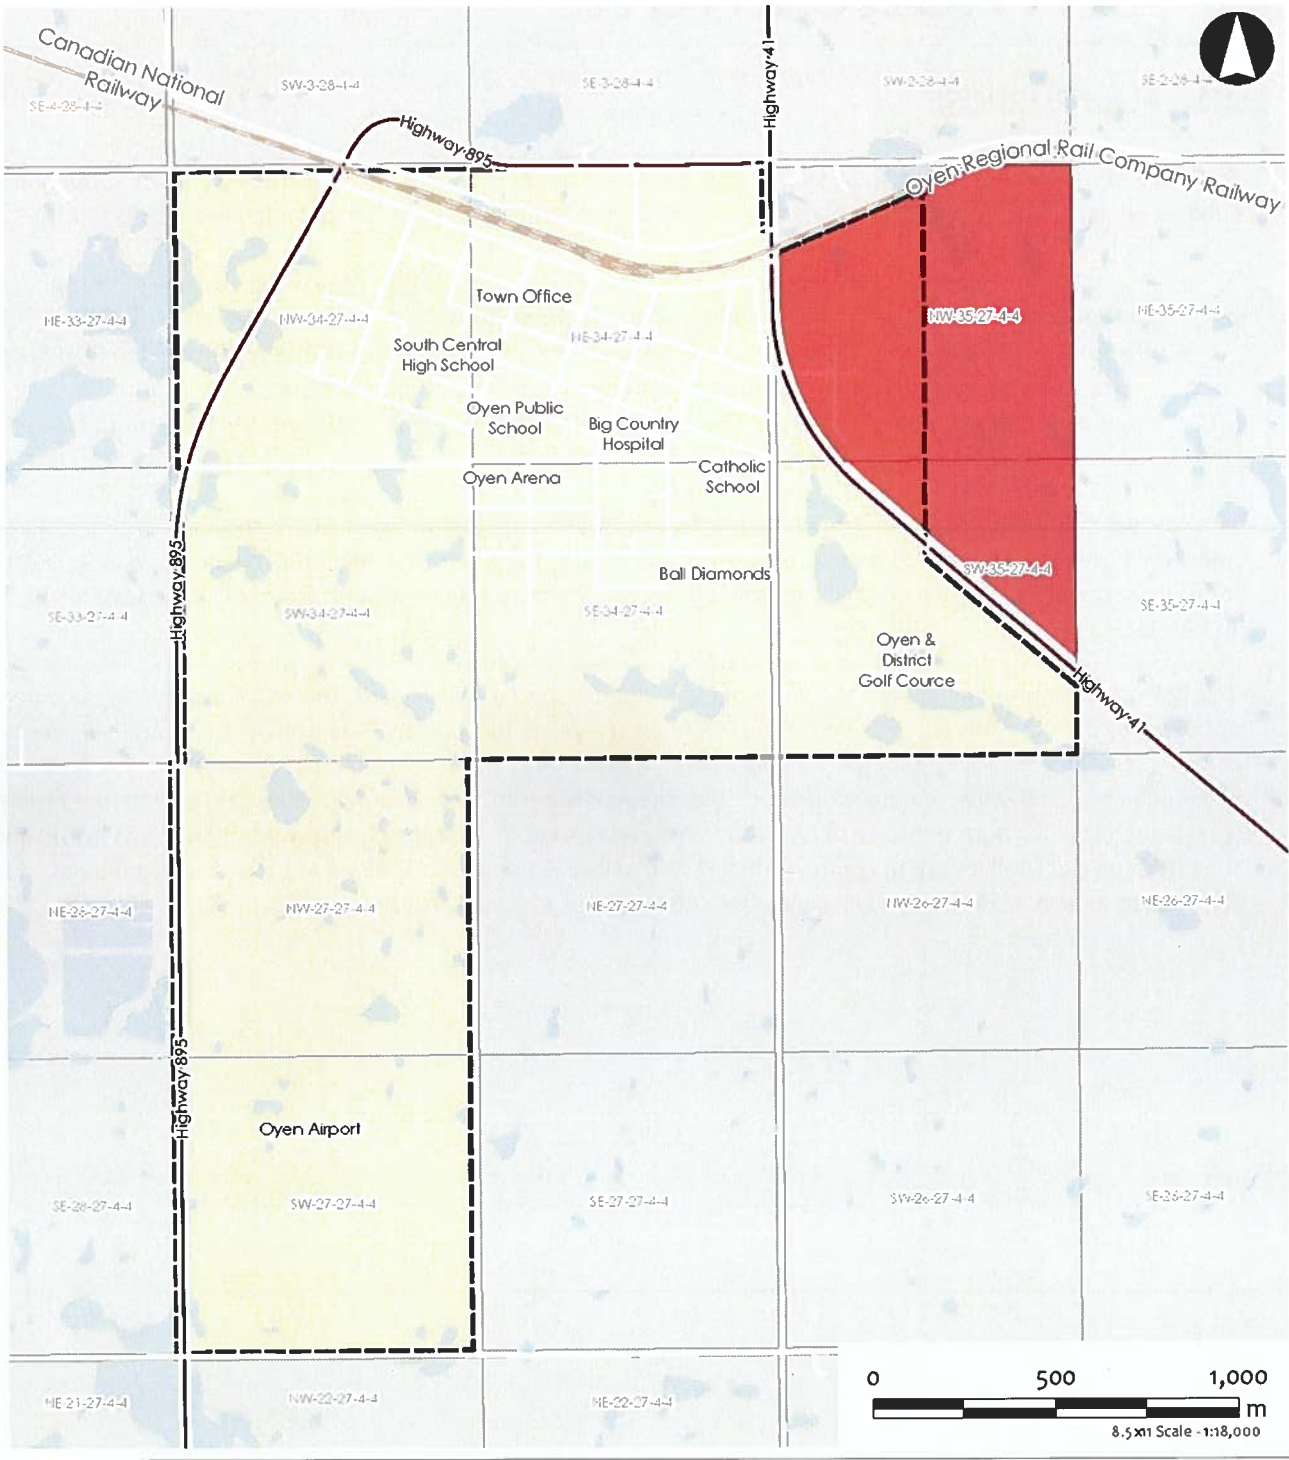 Canadian National
Railway
SE-4-28-4-4
SW-3-28-4-4
SE-3-28-4-4
Highway 41
SW-2-28-4-4
SE-2-28-4-4
Highway 895
Oyen Regional Rail Company Railway
NE-33-27-4-4
NW-34-27-4-4
Town Office
NE-34-27-4-4
NW-35-27-4-4
NE-35-27-4-4
South Central
High School
Oyen Public
School
Big Country
Hospital
Oyen Arena
Catholic
School
Highway 895
Ball Diamonds
SW-35-27-4-4
SE-33-27-4-4
SW-34-27-4-4
SE-34-27-4-4
SE-35-27-4-4
Oyen &
District
Golf Cource
Highway 41
NE-28-27-4-4
NW-27-27-4-4
NE-27-27-4-4
NW-26-27-4-4
NE-26-27-4-4
Highway 895
Oyen Airport
SE-28-27-4-4
SW-27-27-4-4
SE-27-27-4-4
SW-26-27-4-4
SE-26-27-4-4
NE-21-27-4-4
NW-22-27-4-4
NE-22-27-4-4
0 500 1,000
m
8.5x11 Scale - 1:18,000